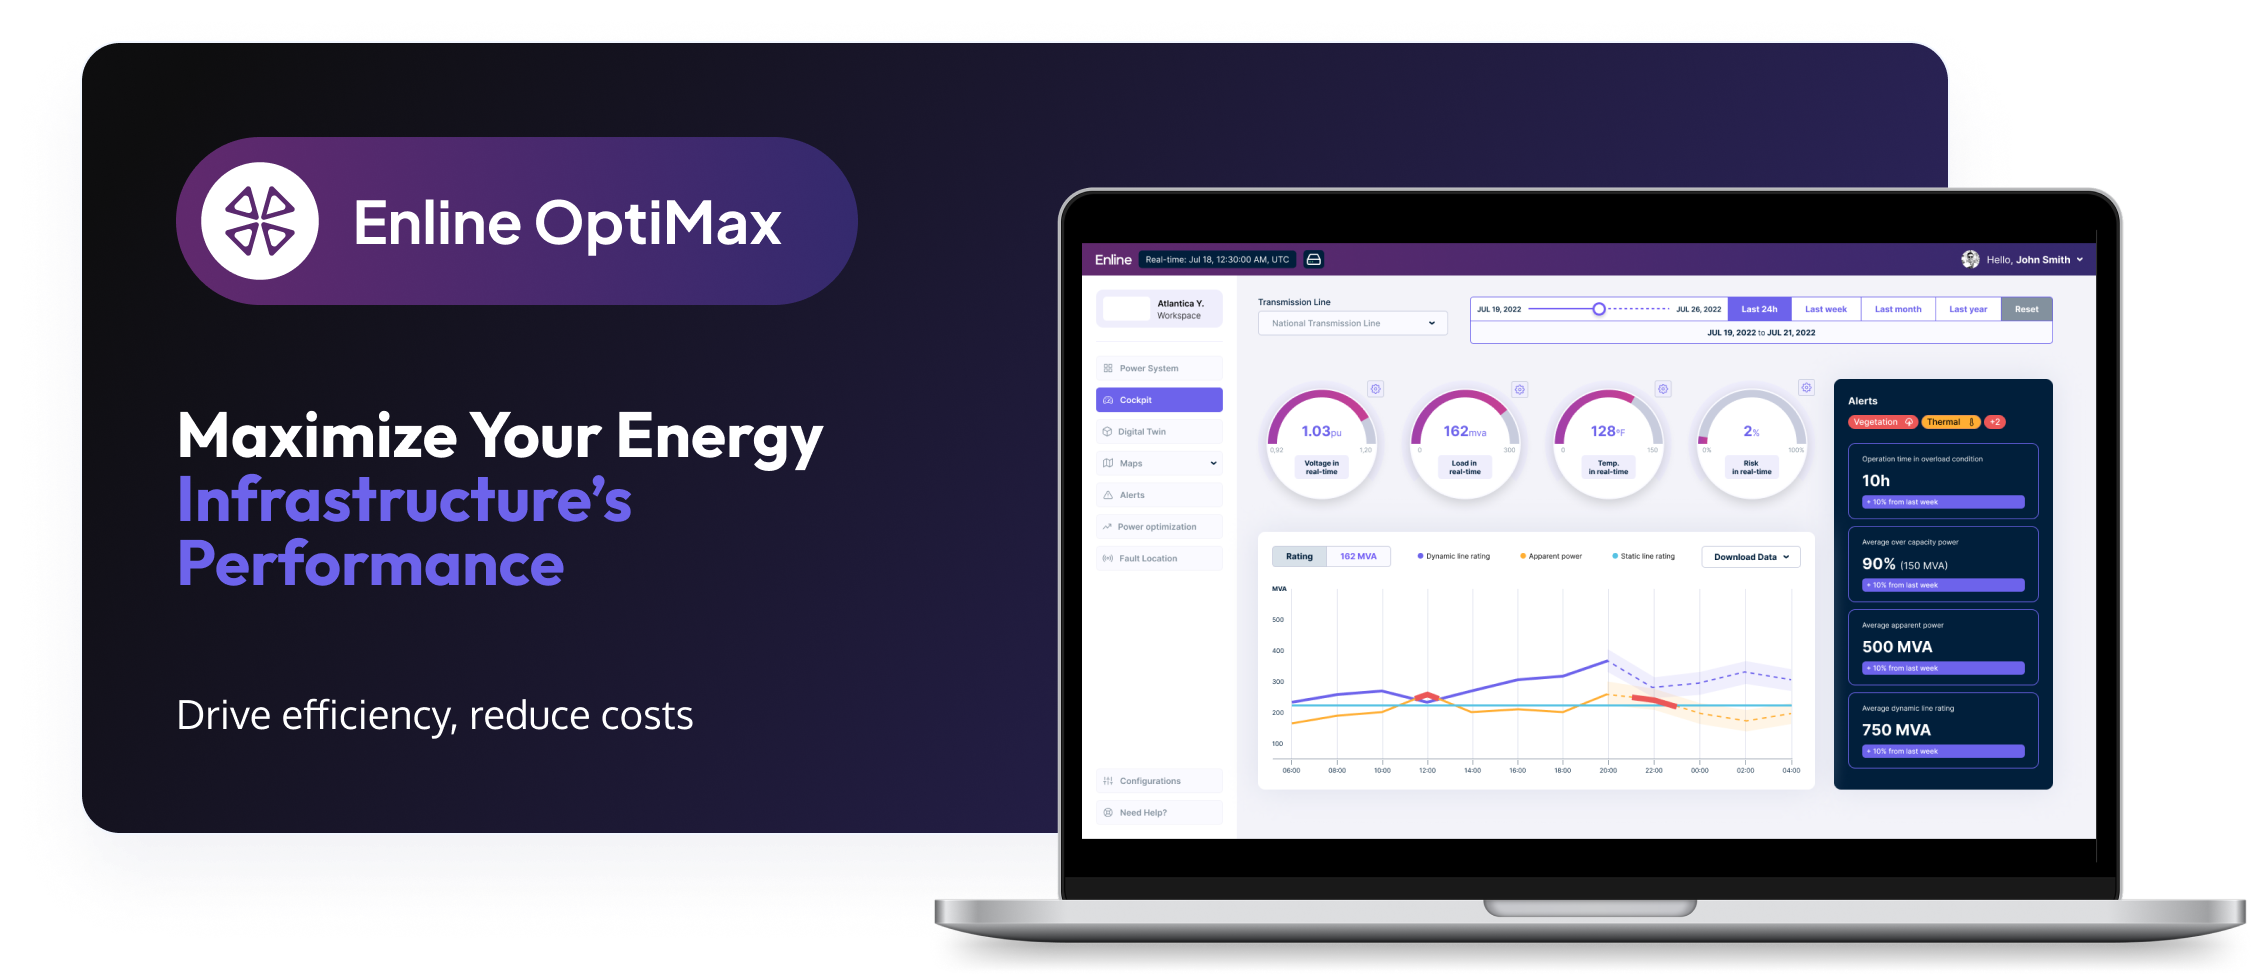 Enline OptiMax
Maximize Your Energy
Infrastructure's
Performance
Drive efficiency, reduce costs
Enline
Real-time: Jul 18, 12:30:00 AM, UTC
Hello, John Smith
Atlantica Y.
Workspace
Power System
Cockpit
Digital Twin
Maps
Alerts
Power optimization
Fault Location
Configurations
Need Help?
Transmission Line
National Transmission Line
JUL 19, 2022
JUL 26, 2022
Last 24h
Last week
Last month
Last year
Reset
JUL 19, 2022 to JUL 21, 2022
1.03pu
0,92
1,20
Voltage in
real-time
162mva
0
300
Load in
real-time
128°F
0
150
Temp.
in real-time
2%
0%
100%
Risk
in real-time
Rating
162 MVA
Dynamic line rating
Apparent power
Static line rating
Download Data
MVA
500
400
300
200
100
06:00
08:00
10:00
12:00
14:00
16:00
18:00
20:00
22:00
00:00
02:00
04:00
Alerts
Vegetation
Thermal
+2
Operation time in overload condition
10h
+ 10% from last week
Average over capacity power
90% (150 MVA)
+ 10% from last week
Average apparent power
500 MVA
+ 10% from last week
Average dynamic line rating
750 MVA
+ 10% from last week